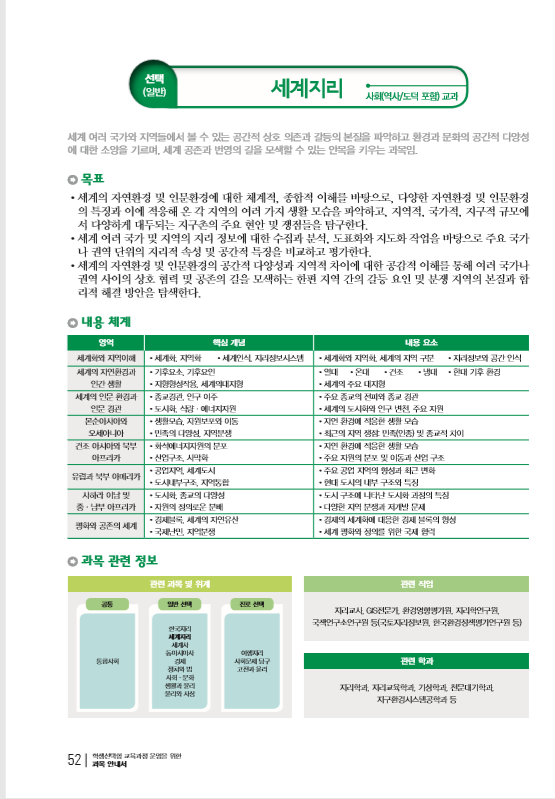 선택
(일반)
세계지리
사회(역사/도덕 포함) 교과
세계 여러 국가와 지역들에서 볼 수 있는 공간적 상호 의존과 갈등의 본질을 파악하고 환경과 문화의 공간적 다양성
에 대한 소양을 기르며, 세계 공존과 번영의 길을 모색할 수 있는 안목을 키우는 과목임.
목표
• 세계의 자연환경 및 인문환경에 대한 체계적, 종합적 이해를 바탕으로, 다양한 자연환경 및 인문환경
의 특징과 이에 적응해 온 각 지역의 여러 가지 생활 모습을 파악하고, 지역적, 국가적, 지구적 규모에
서 다양하게 대두되는 지구촌의 주요 현안 및 쟁점들을 탐구한다.
• 세계 여러 국가 및 지역의 지리 정보에 대한 수집과 분석, 도표화와 지도화 작업을 바탕으로 주요 국가
나 권역 단위의 지리적 속성 및 공간적 특징을 비교하고 평가한다.
• 세계의 자연환경 및 인문환경의 공간적 다양성과 지역적 차이에 대한 공감적 이해를 통해 여러 국가나
권역 사이의 상호 협력 및 공존의 길을 모색하는 한편 지역 간의 갈등 요인 및 분쟁 지역의 본질과 합
리적 해결 방안을 탐색한다.
내용 체계
영역 핵심 개념 내용 요소
세계화와 지역이해 • 세계화, 지역화 • 세계인식, 지리정보시스템 • 세계화와 지역화, 세계의 지역 구분 • 지리정보와 공간 인식
세계의 자연환경과 • 기후요소, 기후요인 • 열대 • 온대 • 건조 • 냉대 • 한대 기후 환경
인간 생활 • 지형형성작용, 세계의대지형 • 세계의 주요 대지형
세계의 인문 환경과 • 종교경관, 인구 이주 • 주요 종교의 전파와 종교 경관
인문 경관 • 도시화, 식량 · 에너지자원 • 세계의 도시화와 인구 변천, 주요 자원
몬순아시아와 • 생활모습, 자원보포와 이동 • 자연 환경에 적응한 생활 모습
오세아니아 • 민족의 다양성, 지역분쟁 • 최근의 지역 쟁점: 민족(인종) 및 종교적 차이
건조 아시아와 북부 • 화석에너지자원의 분포 • 자연 환경에 적응한 생활 모습
아프리카 • 산업구조, 사막화 • 주요 자원의 분포 및 이동과 산업 구조
유럽과 북부 아메리카 • 공업지역, 세계도시 • 주요 공업 지역의 형성과 최근 변화
• 도시내부구조, 지역통합 • 현대 도시의 내부 구조와 특징
사하라 이남 및 • 도시화, 종교의 다양성 • 도시 구조에 나타난 도시화 과정의 특징
중 · 남부 아프리카 • 자원의 정의로운 분배 • 다양한 지역 분쟁과 저개발 문제
평화와 공존의 세계 • 경제블록, 세계의 자연유산 • 경제의 세계화에 대응한 경제 블록의 형성
• 국제난민, 지역분쟁 • 세계 평화와 정의를 위한 국제 협력
과목 관련 정보
관련 과목 및 위계
공통 일반 선택 진로 선택
통합사회
한국지리
세계지리
세계사
동아시아사
경제
정치와 법
사회 · 문화
생활과 윤리
윤리와 사상
여행지리
사회문제 탐구
고전과 윤리
관련 직업
지리교사, GIS전문가, 환경영향평가원, 지리학연구원,
국책연구소연구원 등(국토지리정보원, 한국환경정책평가연구원 등)
관련 학과
지리학과, 지리교육학과, 기상학과, 천문대기학과,
지구환경시스템공학과 등
52 학생선택형 교육과정 운영을 위한
과목 안내서